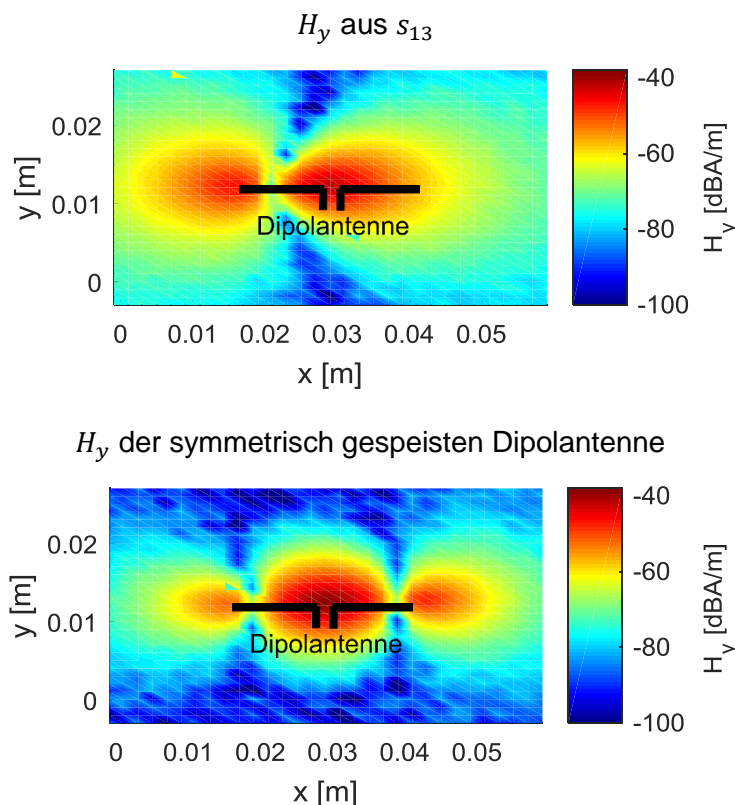 H_y aus s_13
y [m]
0.02
0.01
0
Dipolantenne
0
0.01
0.02
0.03
0.04
0.05
x [m]
-40
-60
-80
-100
H_y [dBA/m]
H_y der symmetrisch gespeisten Dipolantenne
y [m]
0.02
0.01
0
Dipolantenne
0
0.01
0.02
0.03
0.04
0.05
x [m]
-40
-60
-80
-100
H_y [dBA/m]